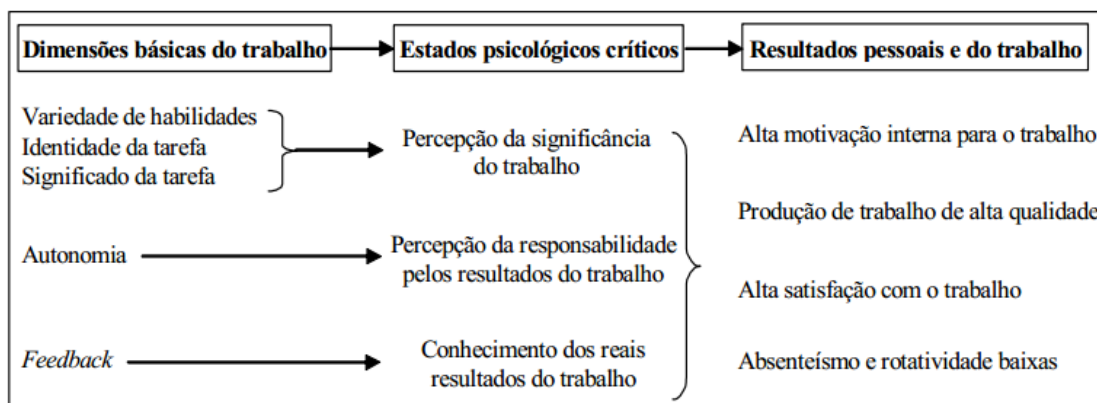 Dimensões básicas do trabalho
Estados psicológicos críticos
Resultados pessoais e do trabalho
Variedade de habilidades
Identidade da tarefa
Significado da tarefa
Percepção da significância
do trabalho
Alta motivação interna para o trabalho
Produção de trabalho de alta qualidade
Autonomia
Percepção da responsabilidade
pelos resultados do trabalho
Alta satisfação com o trabalho
Feedback
Conhecimento dos reais
resultados do trabalho
Absenteísmo e rotatividade baixas